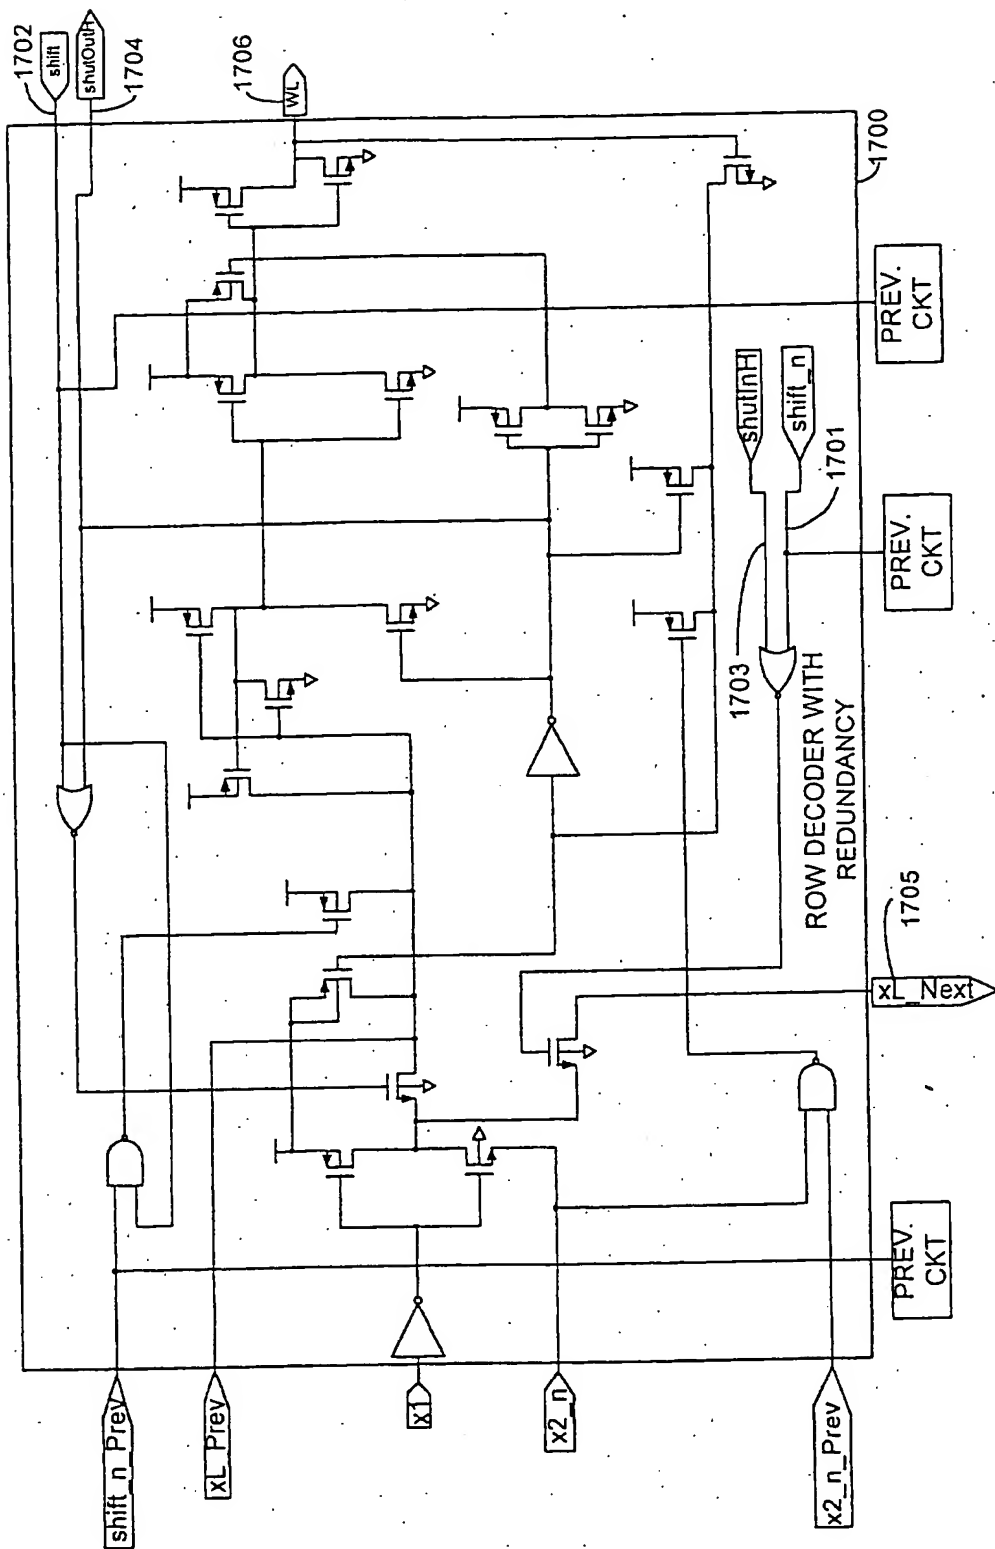 1702
shift
shutOutH
1704
1706
WL
1700
PREV.
CKT
shutInH
shift_n
1701
1703
PREV.
CKT
ROW DECODER WITH
REDUNDANCY
1705
xL_Next
PREV.
CKT
shift_n_Prev
xL_Prev
x1
x2_n
x2_n_Prev